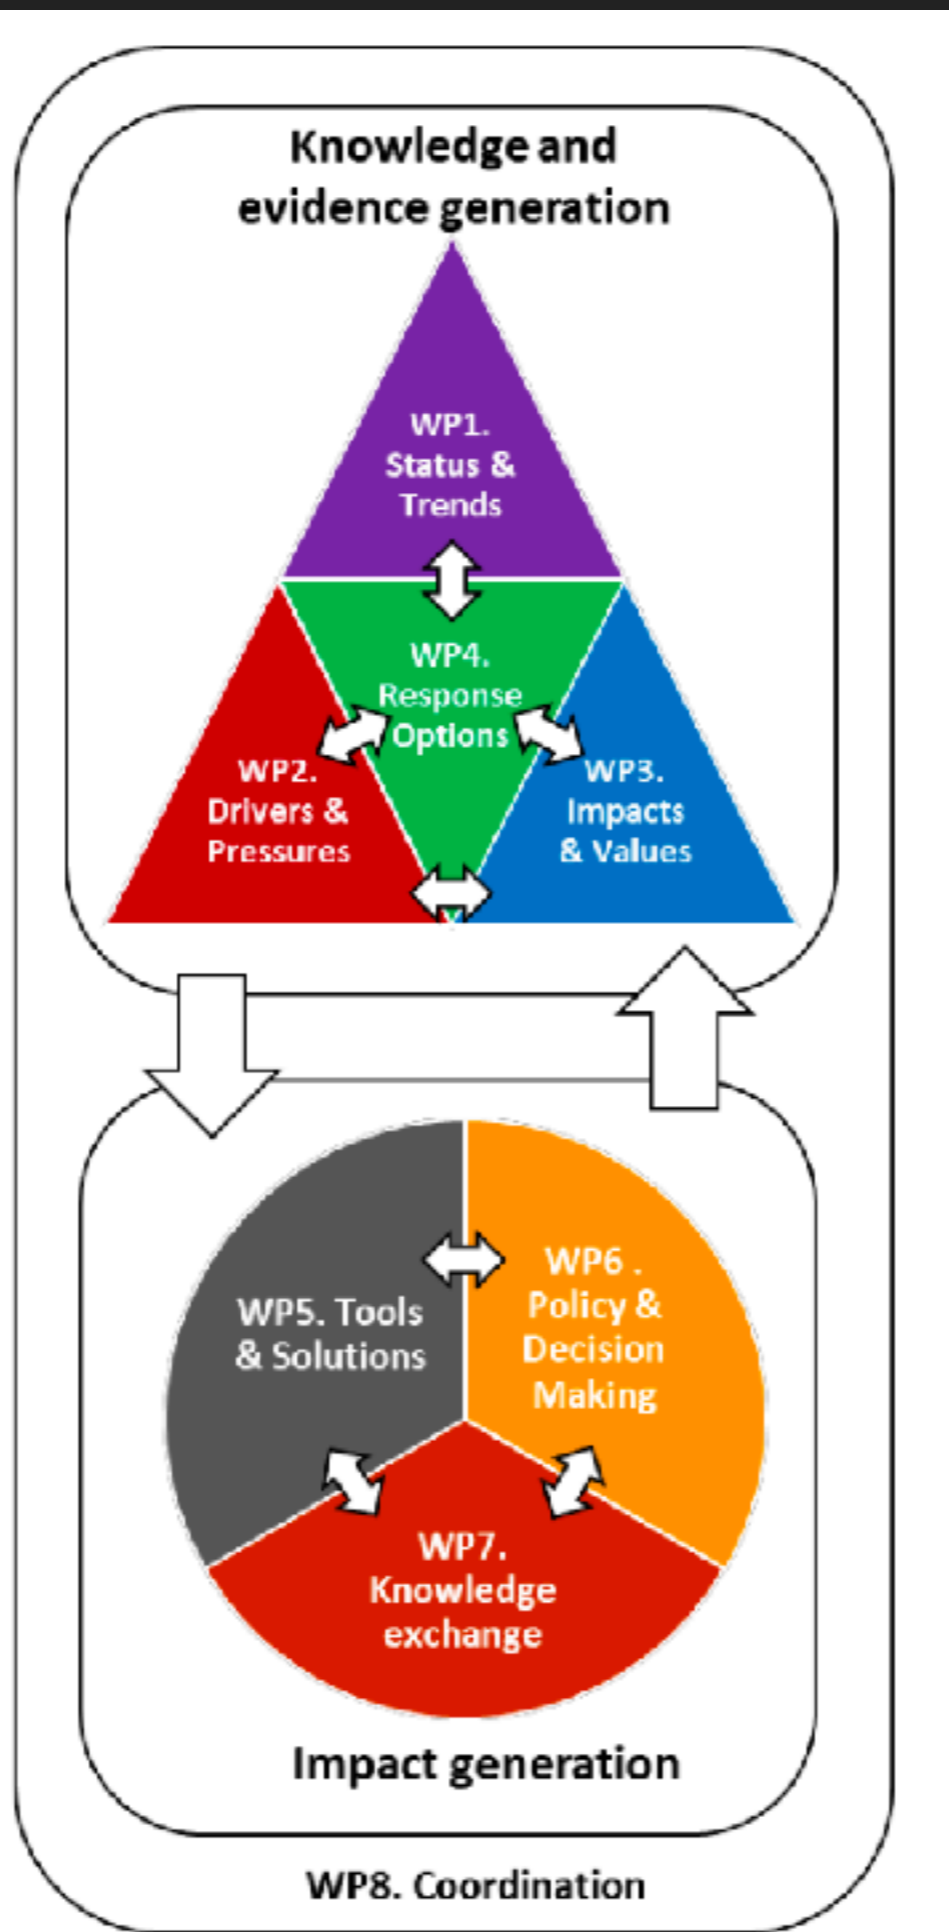 Knowledge and
evidence generation
WP1.
Status &
Trends
WP4.
Response
Options
WP2.
Drivers &
Pressures
WP3.
Impacts
& Values
WP5. Tools
& Solutions
WP6 .
Policy &
Decision
Making
WP7.
Knowledge
exchange
Impact generation
WP8. Coordination